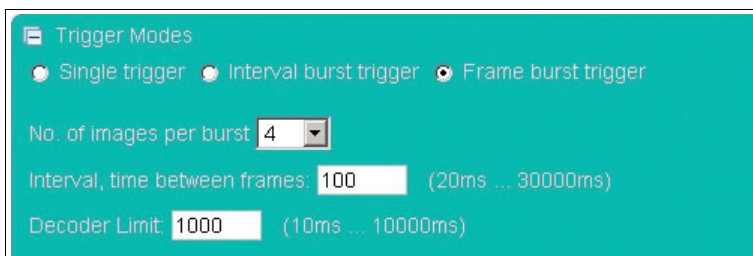 Trigger Modes
Single trigger Interval burst trigger Frame burst trigger
No. of images per burst 4
Interval, time between frames: 100 (20ms ... 30000ms)
Decoder Limit: 1000 (10ms ... 10000ms)